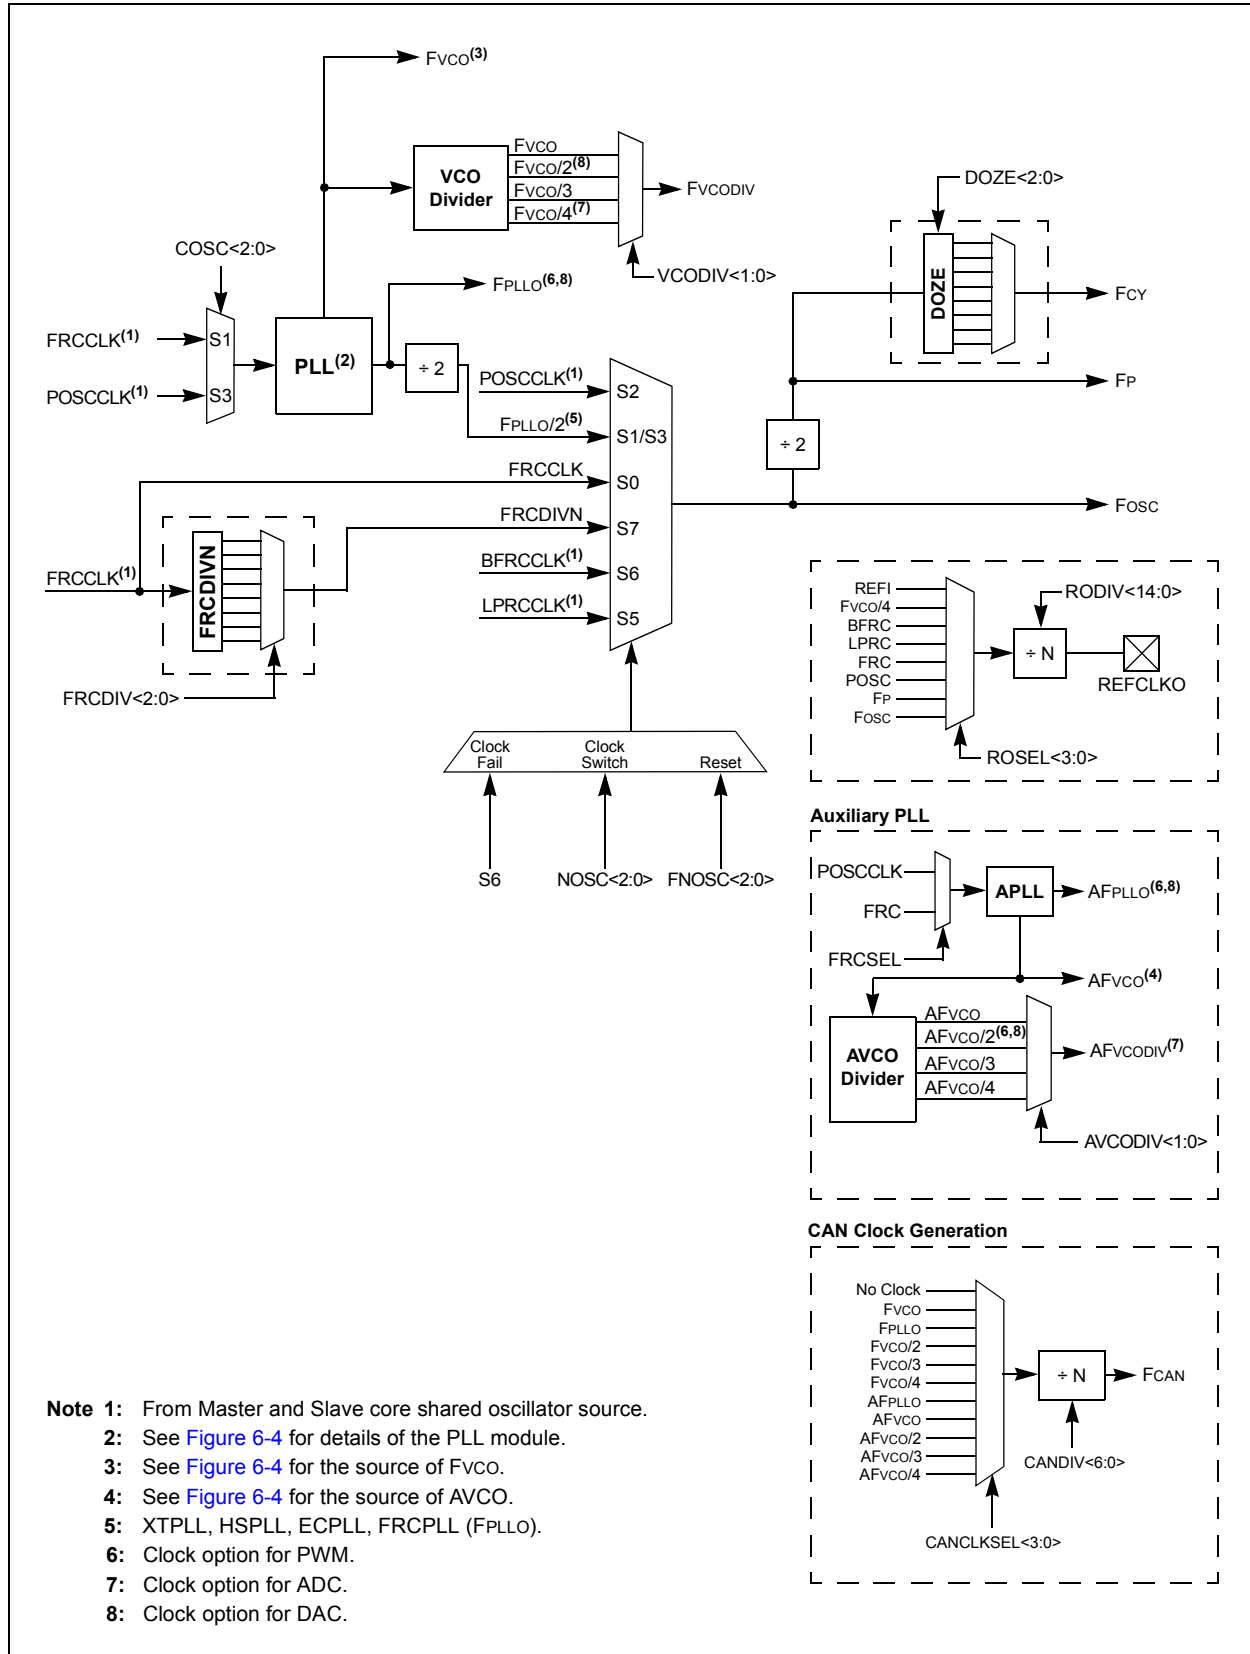 FVCO(3)
VCO
Divider
FVCO
FVCO/2(8)
FVCO/3
FVCO/4(7)
FVCODIV
VCODIV<1:0>
DOZE<2:0>
DOZE
FCY
COSC<2:0>
FPLLO(6,8)
FRCCLK(1)
S1
POSCCLK(1)
S3
PLL(2)
÷ 2
POSCCLK(1)
S2
FPLLO/2(5)
S1/S3
FRCCLK
S0
FRCDIVN
S7
BFRCCLK(1)
S6
LPRCCLK(1)
S5
FP
÷ 2
FOSC
FRCCLK(1)
FRCDIVN
FRCDIV<2:0>
Clock
Fail
Clock
Switch
Reset
S6
NOSC<2:0>
FNOSC<2:0>
REFI
FVCO/4
BFRC
LPRC
FRC
POSC
FP
FOSC
RODIV<14:0>
÷ N
REFCLKO
ROSEL<3:0>
Auxiliary PLL
POSCCLK
FRC
FRCSEL
APLL
AFPLLO(6,8)
AFVCO(4)
AVCO
Divider
AFVCO
AFVCO/2(6,8)
AFVCO/3
AFVCO/4
AFVCODIV(7)
AVCODIV<1:0>
CAN Clock Generation
No Clock
FVCO
FPLLO
FVCO/2
FVCO/3
FVCO/4
AFPLLO
AFVCO
AFVCO/2
AFVCO/3
AFVCO/4
÷ N
FCAN
CANDIV<6:0>
CANCLKSEL<3:0>
Note 1: From Master and Slave core shared oscillator source.
2: See Figure 6-4 for details of the PLL module.
3: See Figure 6-4 for the source of FVCO.
4: See Figure 6-4 for the source of AVCO.
5: XTPLL, HSPLL, ECPLL, FRCPLL (FPLLO).
6: Clock option for PWM.
7: Clock option for ADC.
8: Clock option for DAC.